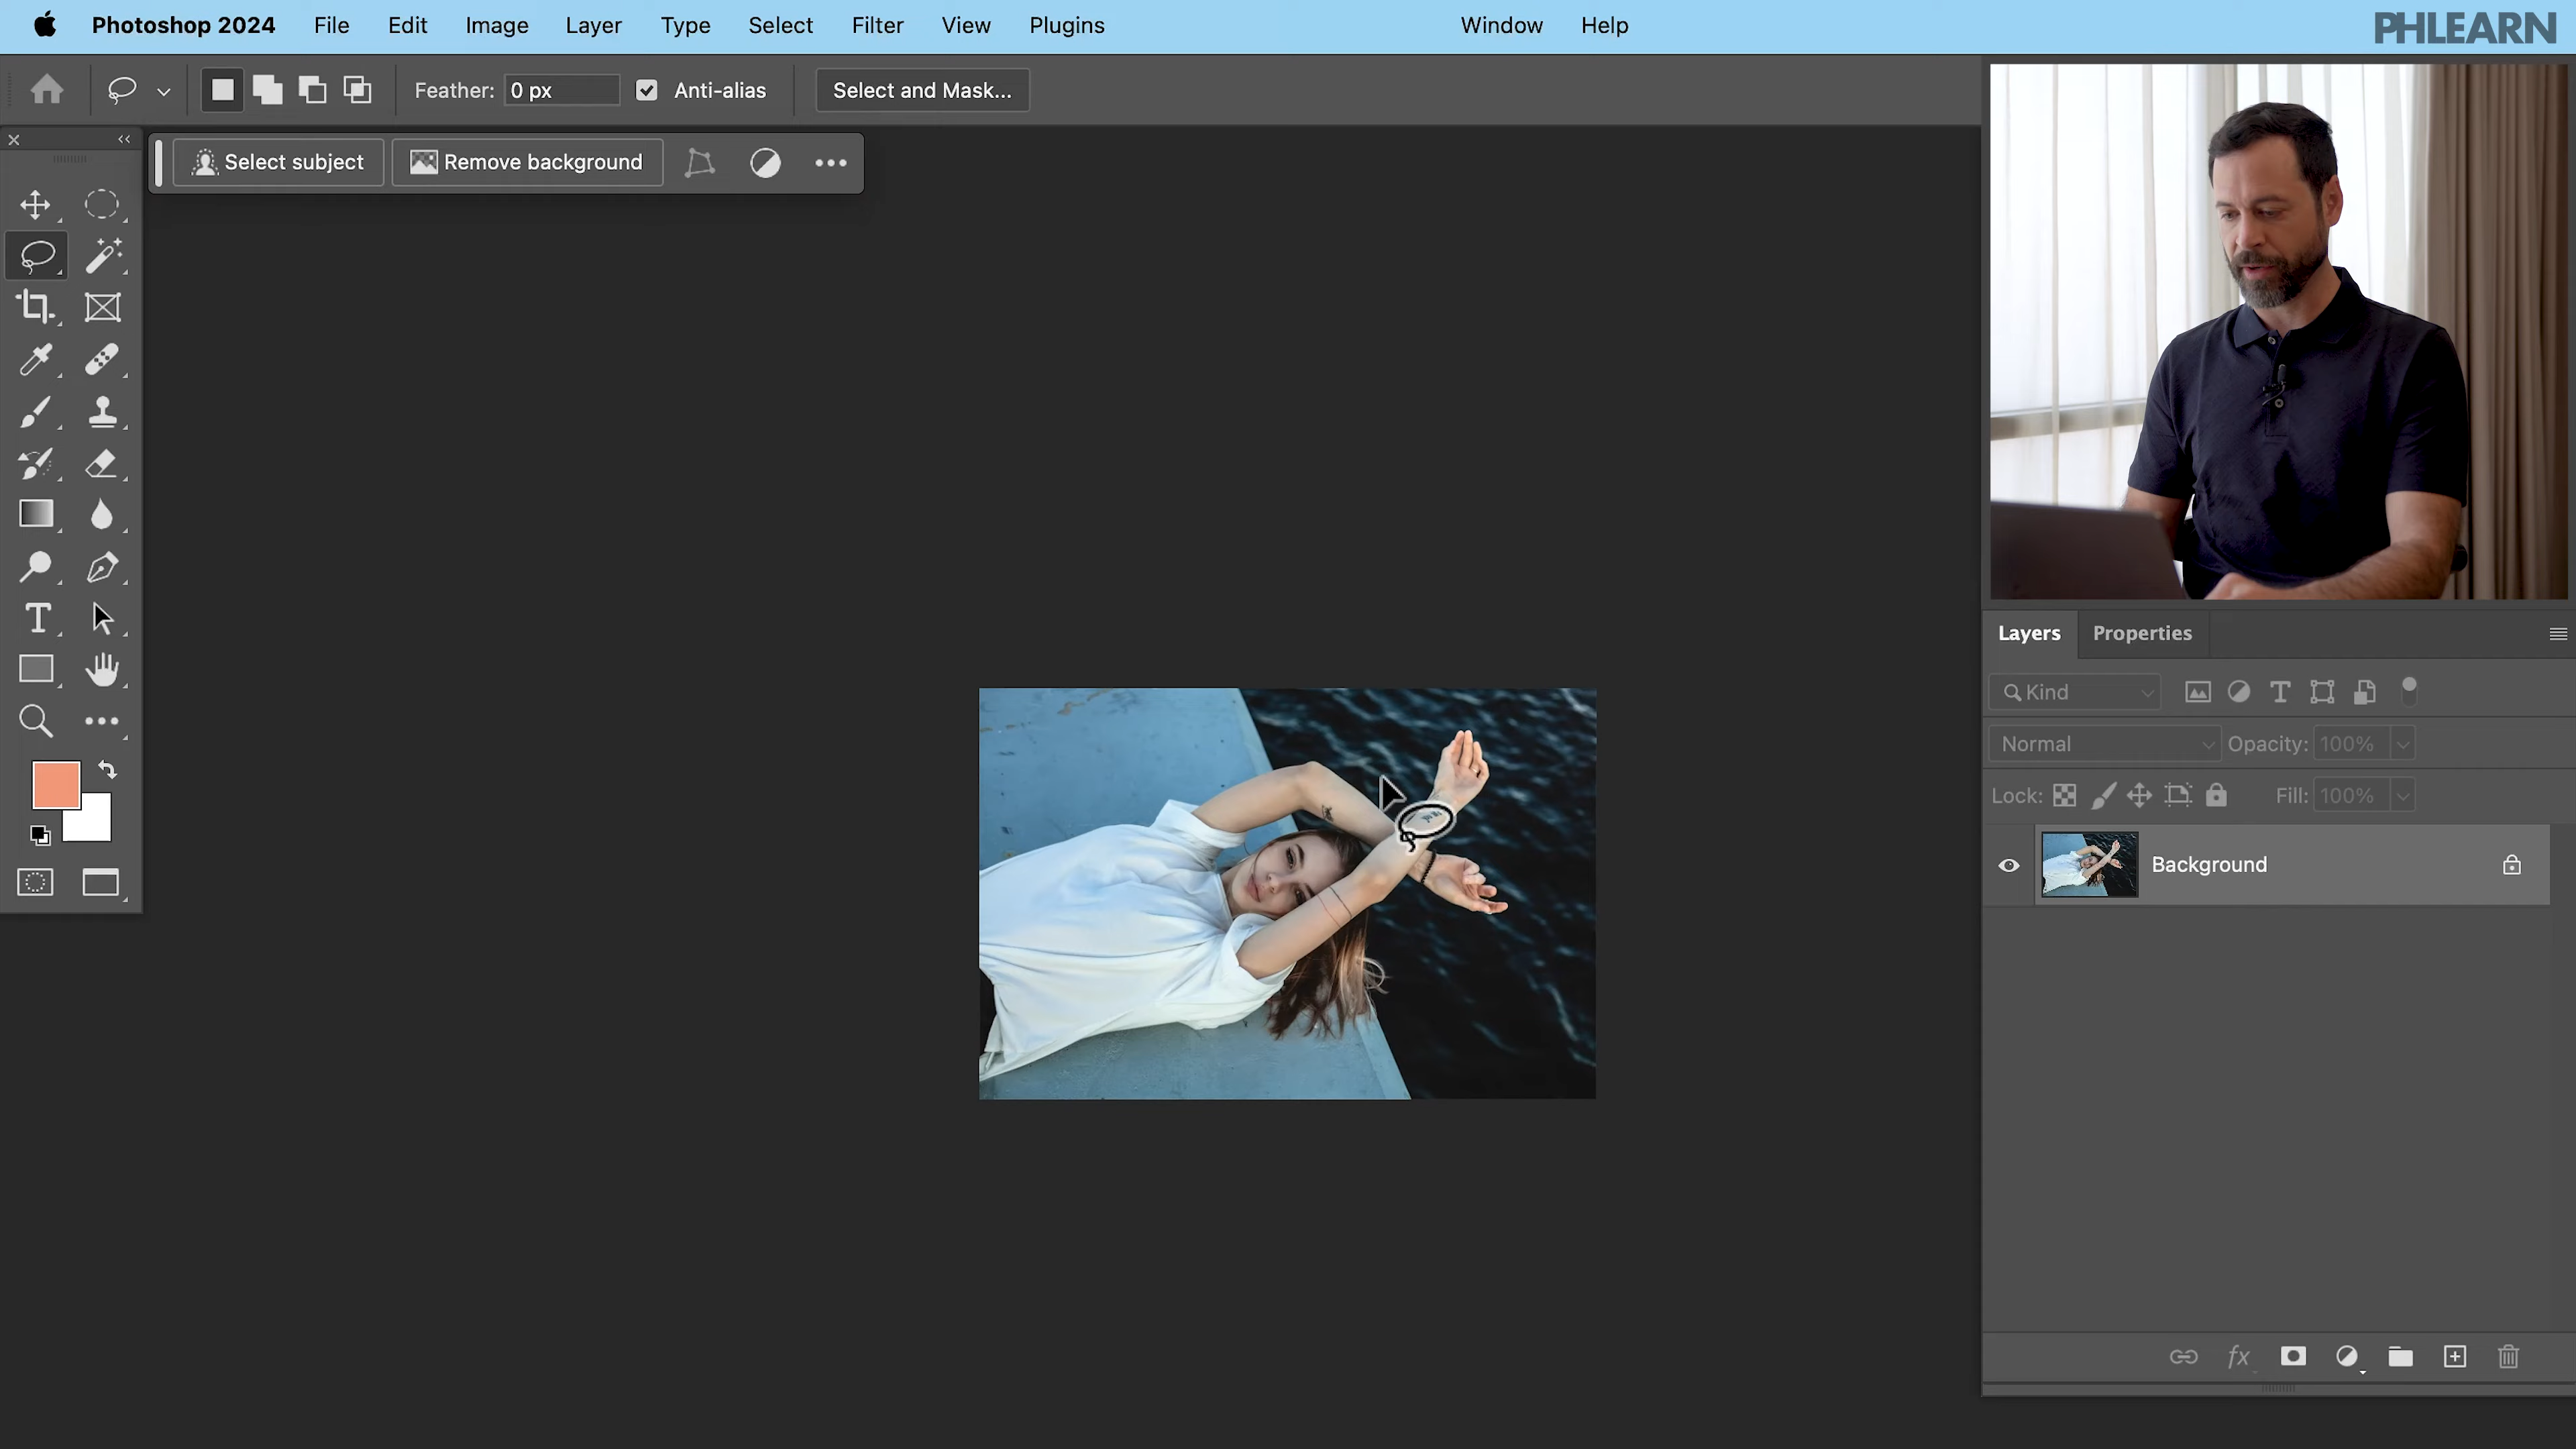 Photoshop 2024 File Edit Image Layer Type Select Filter View Plugins Window Help
PHLEARN
Feather: 0 px Anti-alias Select and Mask...
Select subject Remove background
Layers Properties
Kind
Normal Opacity: 100%
Lock: Fill: 100%
Background
fx